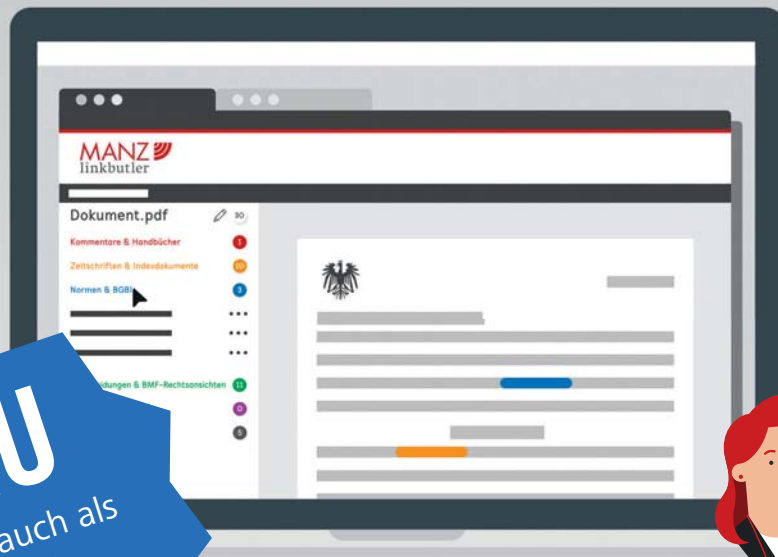 MANZ
linkbutler
Dokument.pdf
30
Kommentare & Handbücher
1
Zeitschriften & Indexdokumente
10
Normen & BGBl
3
idungen & BMF-Rechtsansichten
11
0
5
U
auch als